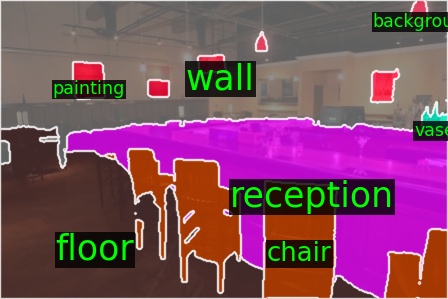 backgrou
wall
painting
vase
reception
floor
chair